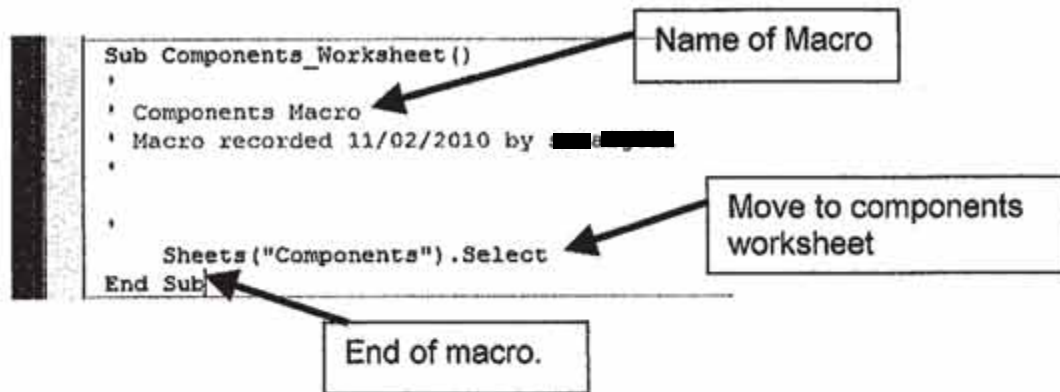 Sub Components_Worksheet()
'
' Components Macro
' Macro recorded 11/02/2010 by
'
'
Sheets("Components").Select
End Sub
Name of Macro
Move to components
worksheet
End of macro.